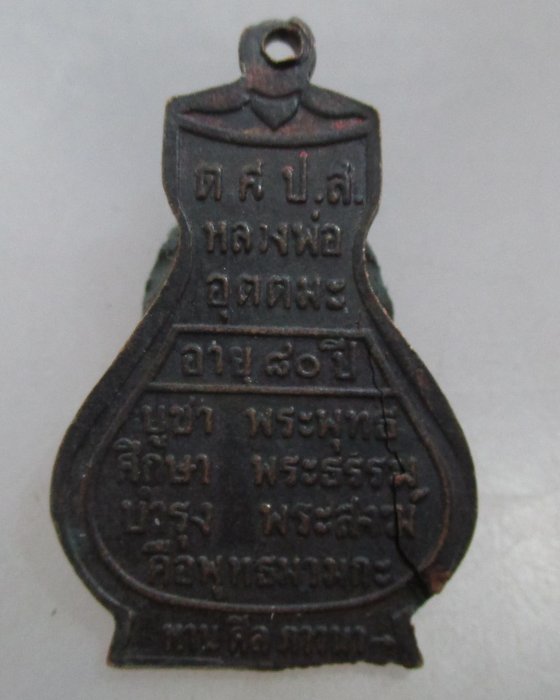 ด ศ ป.ส.
หลวงพ่อ
อุตตมะ
อายุ ๘๐ ปี
บูชา พระพุทธ
ศึกษา พระธรรม
บำรุง พระสงฆ์
คือพุทธมามกะ
ทาน ศีล ภาวนา